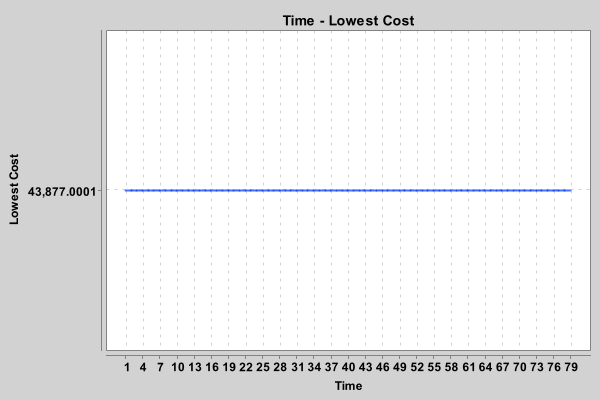 Time - Lowest Cost
Lowest Cost
43,877.0001
1 4 7 10 13 16 19 22 25 28 31 34 37 40 43 46 49 52 55 58 61 64 67 70 73 76 79
Time